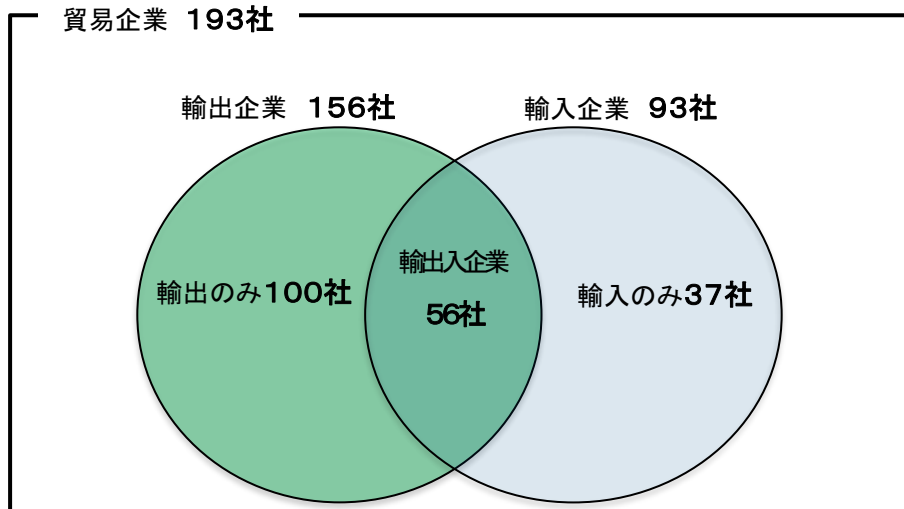 貿易企業 193社
輸出企業 156社
輸入企業 93社
輸出のみ100社
輸出入企業
56社
輸入のみ37社